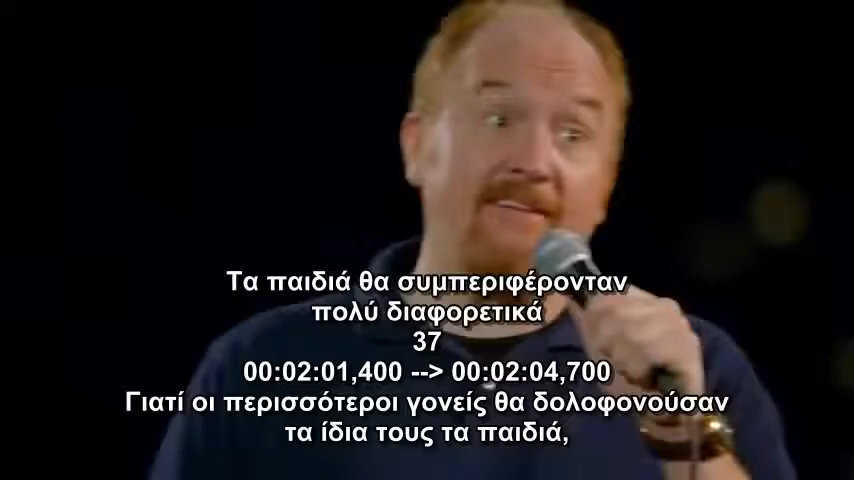 Τα παιδιά θα συμπεριφέρονταν
πολύ διαφορετικά
37
00:02:01,400 --> 00:02:04,700
Γιατί οι περισσότεροι γονείς θα δολοφονούσαν
τα ίδια τους τα παιδιά,